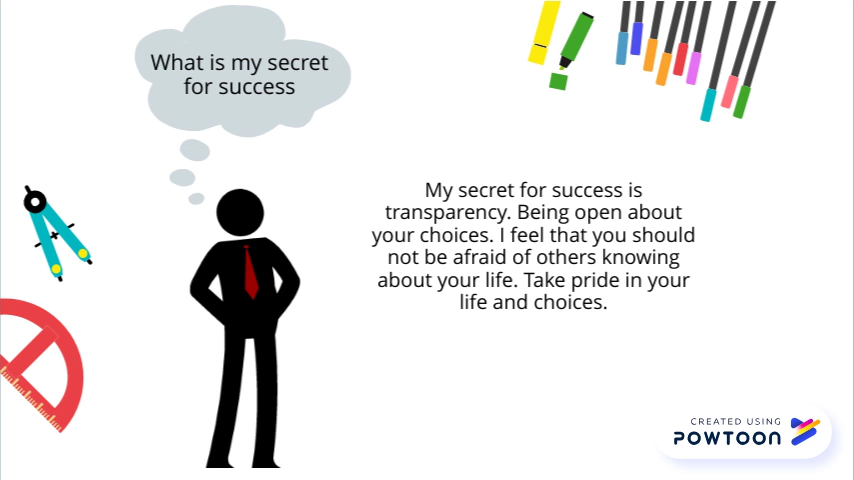 What is my secret
for success
My secret for success is
transparency. Being open about
your choices. I feel that you should
not be afraid of others knowing
about your life. Take pride in your
life and choices.
CREATED USING
POWTOON